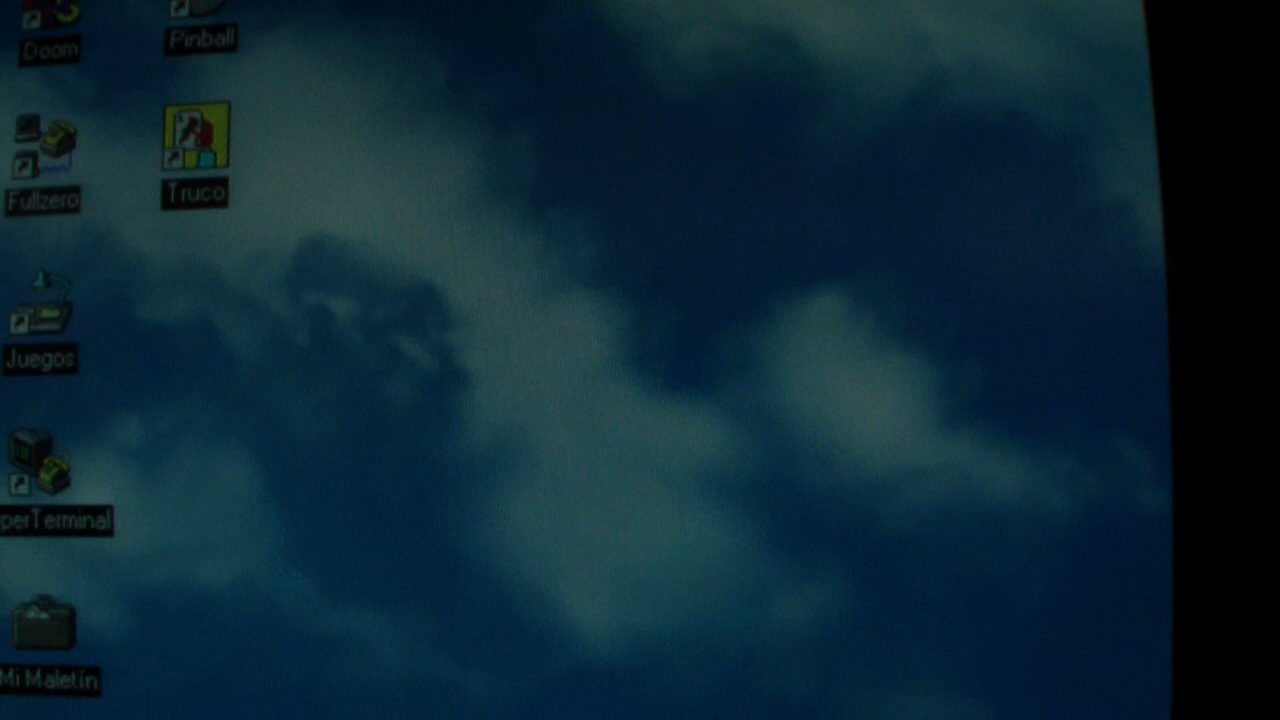 Doom
Pinball
Fullzero
Truco
Juegos
perTerminal
Mi Maletín